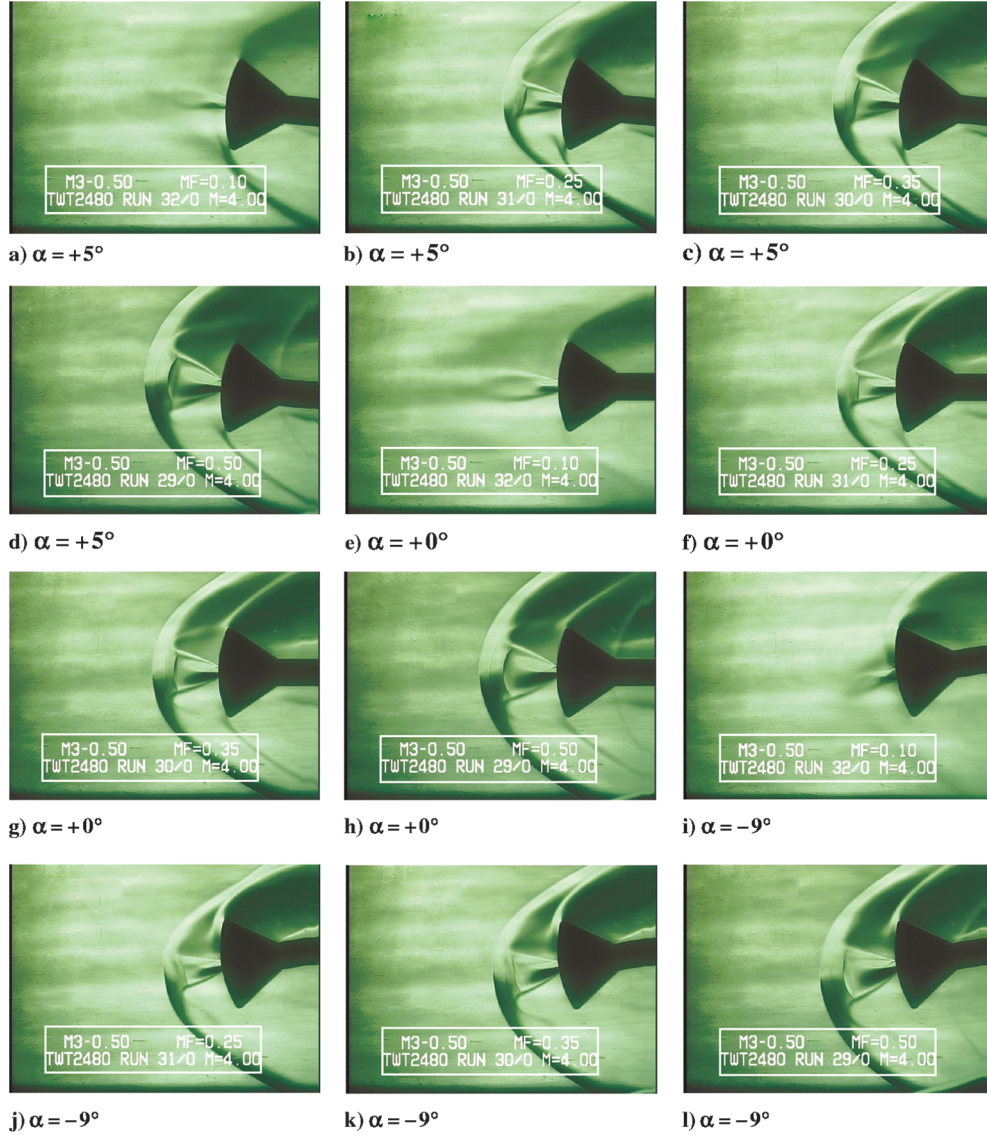 M3-0.50 MF=0.10
TWT2480 RUN 32/0 M=4.00
a) α = +5°
M3-0.50 MF=0.25
TWT2480 RUN 31/0 M=4.00
b) α = +5°
M3-0.50 MF=0.35
TWT2480 RUN 30/0 M=4.00
c) α = +5°
M3-0.50 MF=0.50
TWT2480 RUN 29/0 M=4.00
d) α = +5°
M3-0.50 MF=0.10
TWT2480 RUN 32/0 M=4.00
e) α = +0°
M3-0.50 MF=0.25
TWT2480 RUN 31/0 M=4.00
f) α = +0°
M3-0.50 MF=0.35
TWT2480 RUN 30/0 M=4.00
g) α = +0°
M3-0.50 MF=0.50
TWT2480 RUN 29/0 M=4.00
h) α = +0°
M3-0.50 MF=0.10
TWT2480 RUN 32/0 M=4.00
i) α = −9°
M3-0.50 MF=0.25
TWT2480 RUN 31/0 M=4.00
j) α = −9°
M3-0.50 MF=0.35
TWT2480 RUN 30/0 M=4.00
k) α = −9°
M3-0.50 MF=0.50
TWT2480 RUN 29/0 M=4.00
l) α = −9°